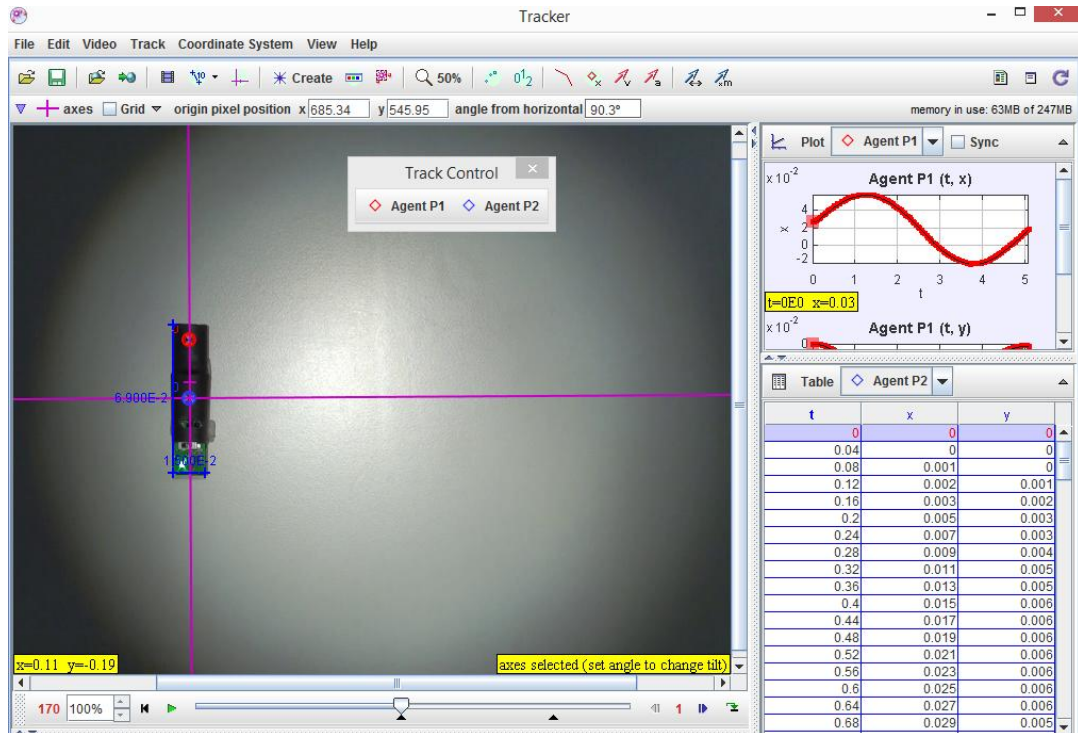 Tracker
File Edit Video Track Coordinate System View Help
Create 50%
axes Grid origin pixel position x 685.34 y 545.95 angle from horizontal 90.3° memory in use: 63MB of 247MB
Track Control
Agent P1 Agent P2
0
0
6.900E-2
1.500E-2
x=0.11 y=-0.19
axes selected (set angle to change tilt)
170 100% 1
Plot Agent P1 Sync
x 10-2
Agent P1 (t, x)
4
2
0
-2
x
0 1 2 3 4 5
t
t=0E0 x=0.03
x 10-2
Agent P1 (t, y)
0
Table Agent P2
t x y
0 0 0
0.04 0 0
0.08 0.001 0
0.12 0.002 0.001
0.16 0.003 0.002
0.2 0.005 0.003
0.24 0.007 0.003
0.28 0.009 0.004
0.32 0.011 0.005
0.36 0.013 0.005
0.4 0.015 0.006
0.44 0.017 0.006
0.48 0.019 0.006
0.52 0.021 0.006
0.56 0.023 0.006
0.6 0.025 0.006
0.64 0.027 0.006
0.68 0.029 0.005